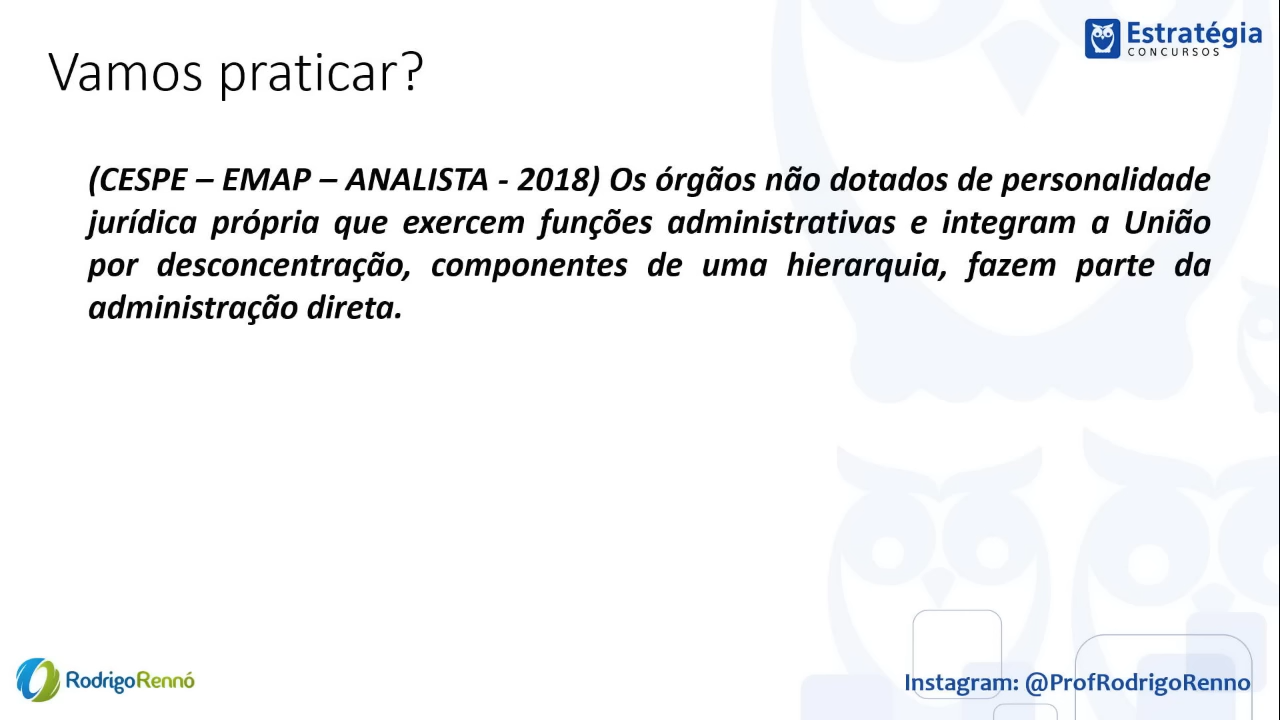 Estratégia
CONCURSOS
Vamos praticar?
(CESPE – EMAP – ANALISTA - 2018) Os órgãos não dotados de personalidade
jurídica própria que exercem funções administrativas e integram a União
por desconcentração, componentes de uma hierarquia, fazem parte da
administração direta.
RodrigoRennó
Instagram: @ProfRodrigoRenno